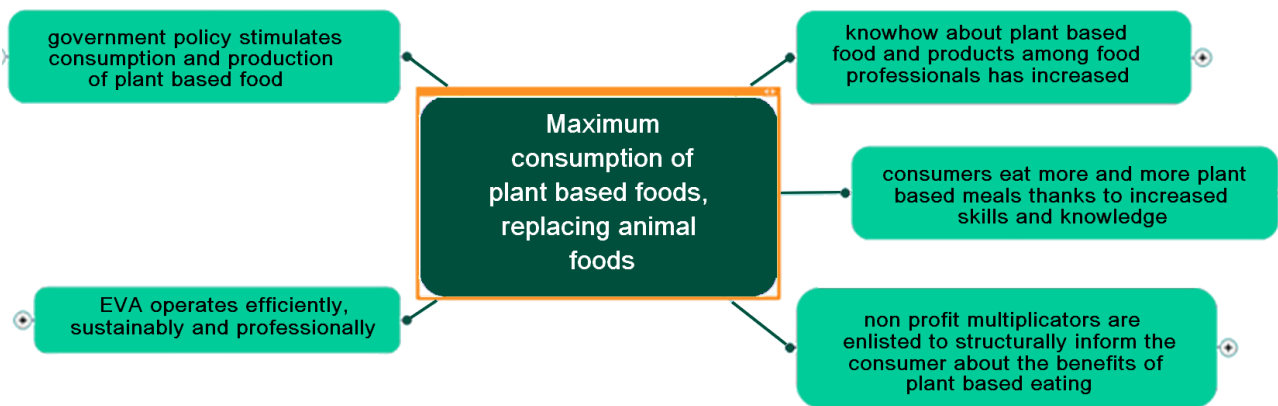 government policy stimulates
consumption and production
of plant based food
knowhow about plant based
food and products among food
professionals has increased
Maximum
consumption of
plant based foods,
replacing animal
foods
consumers eat more and more plant
based meals thanks to increased
skills and knowledge
EVA operates efficiently,
sustainably and professionally
non profit multiplicators are
enlisted to structurally inform the
consumer about the benefits of
plant based eating